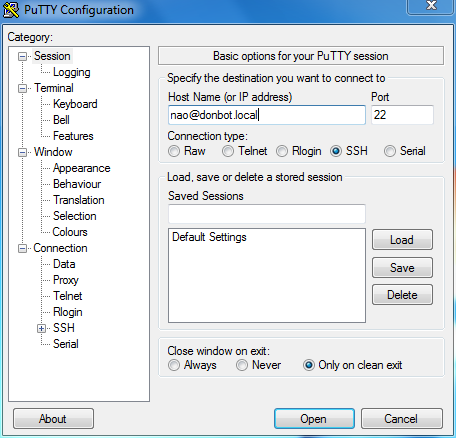 PuTTY Configuration
Category:
Session
Logging
Terminal
Keyboard
Bell
Features
Window
Appearance
Behaviour
Translation
Selection
Colours
Connection
Data
Proxy
Telnet
Rlogin
SSH
Serial
Basic options for your PuTTY session
Specify the destination you want to connect to
Host Name (or IP address) Port
nao@donbot.local 22
Connection type:
Raw Telnet Rlogin SSH Serial
Load, save or delete a stored session
Saved Sessions
Default Settings
Load
Save
Delete
Close window on exit:
Always Never Only on clean exit
About Open Cancel